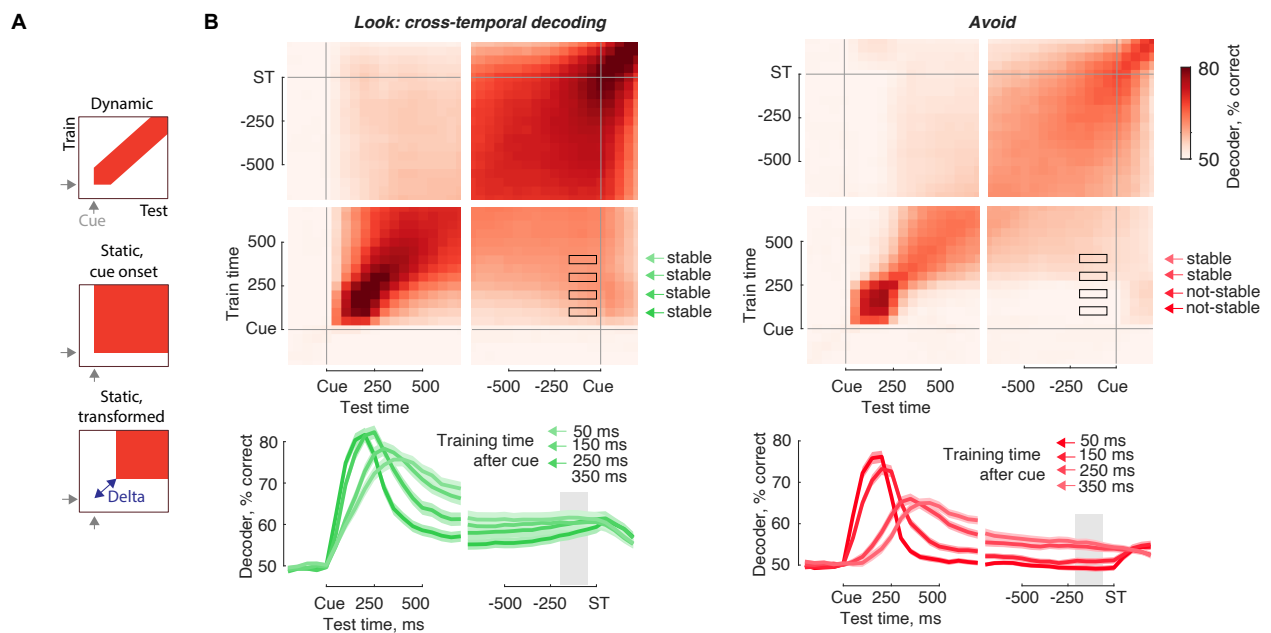 A
B
Look: cross-temporal decoding
Avoid
Dynamic
Train
Cue
Test
Static,
cue onset
Static,
transformed
Delta
ST
-250
-500
Train time
500
250
Cue
Cue 250 500
-500 -250 Cue
Test time
stable
stable
stable
stable
ST
-250
-500
Train time
500
250
Cue
Cue 250 500
-500 -250 Cue
Test time
stable
stable
not-stable
not-stable
80
50
Decoder, % correct
Decoder, % correct
80
70
60
50
Training time
after cue
50 ms
150 ms
250 ms
350 ms
Cue 250 500
-500 -250 ST
Test time, ms
Decoder, % correct
80
70
60
50
Training time
after cue
50 ms
150 ms
250 ms
350 ms
Cue 250 500
-500 -250 ST
Test time, ms